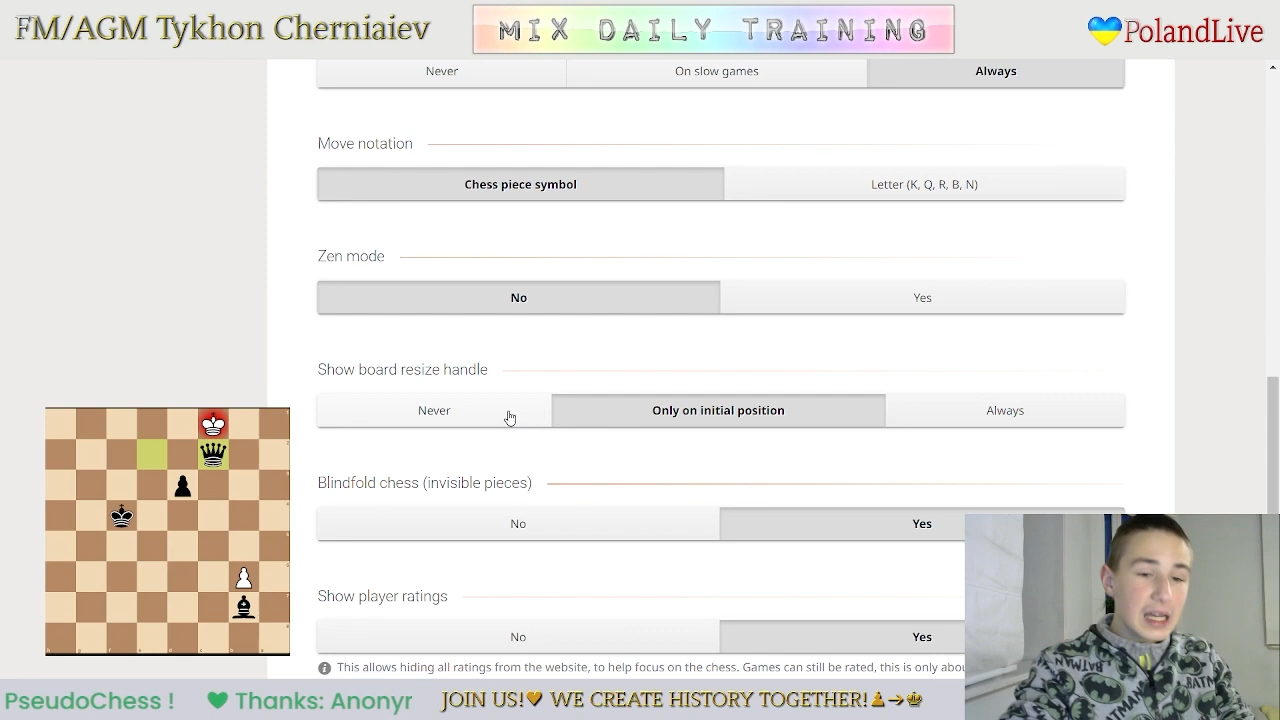 FM/AGM Tykhon Cherniaiev
MIX DAILY TRAINING
PolandLive
Never
On slow games
Always
Move notation
Chess piece symbol
Letter (K, Q, R, B, N)
Zen mode
No
Yes
Show board resize handle
Never
Only on initial position
Always
Blindfold chess (invisible pieces)
No
Yes
Show player ratings
No
Yes
This allows hiding all ratings from the website, to help focus on the chess. Games can still be rated, this is only abou
BATMAN
PseudoChess !
Thanks: Anonyr
JOIN US! WE CREATE HISTORY TOGETHER!